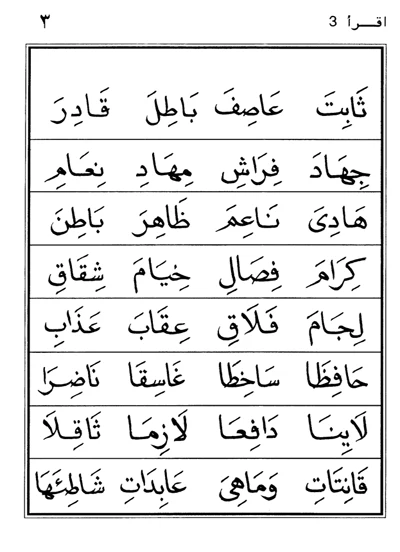 اقـــرأ 3 ٣
ثَابِتَ عَاصِفَ بَاطِلَ قَادِرَ
جِهَادَ فِرَاشِ مِهَادِ نِعَامِ
هَادِىَ نَاعِمَ ظَاهِرَ بَاطِنَ
كِرَامَ فِصَالِ خِيَامَ شِقَاقِ
لِجَامَ فَلَاقِ عِقَابَ عَذَابِ
حَافِظَا سَاخِطَا غَاسِقَا نَاضِرَا
لَايِنَا دَافِعَا لَازِمَا ثَاقِلَا
قَانِتَاتِ وَمَاهِىَ عَابِدَاتِ شَاطِئَهَا